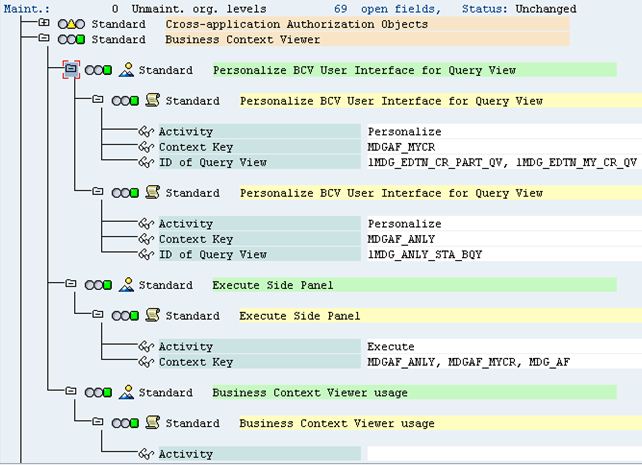 Maint.: 0 Unmaint. org. levels 69 open fields, Status: Unchanged
Standard Cross-application Authorization Objects
Standard Business Context Viewer
Standard Personalize BCV User Interface for Query View
Standard Personalize BCV User Interface for Query View
Activity Personalize
Context Key MDGAF_MYCR
ID of Query View 1MDG_EDTN_CR_PART_QV, 1MDG_EDTN_MY_CR_QV
Standard Personalize BCV User Interface for Query View
Activity Personalize
Context Key MDGAF_ANLY
ID of Query View 1MDG_ANLY_STA_BQY
Standard Execute Side Panel
Standard Execute Side Panel
Activity Execute
Context Key MDGAF_ANLY, MDGAF_MYCR, MDG_AF
Standard Business Context Viewer usage
Standard Business Context Viewer usage
Activity